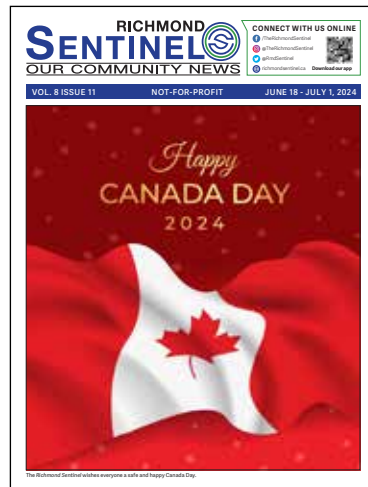 RICHMOND
SENTINEL
OUR COMMUNITY NEWS
CONNECT WITH US ONLINE
/TheRichmondSentinel
@TheRichmondSentinel
@RmdSentinel
richmondsentinel.ca Download our app
VOL. 8 ISSUE 11 NOT-FOR-PROFIT JUNE 18 - JULY 1, 2024
Happy
CANADA DAY
2024
The Richmond Sentinel wishes everyone a safe and happy Canada Day.